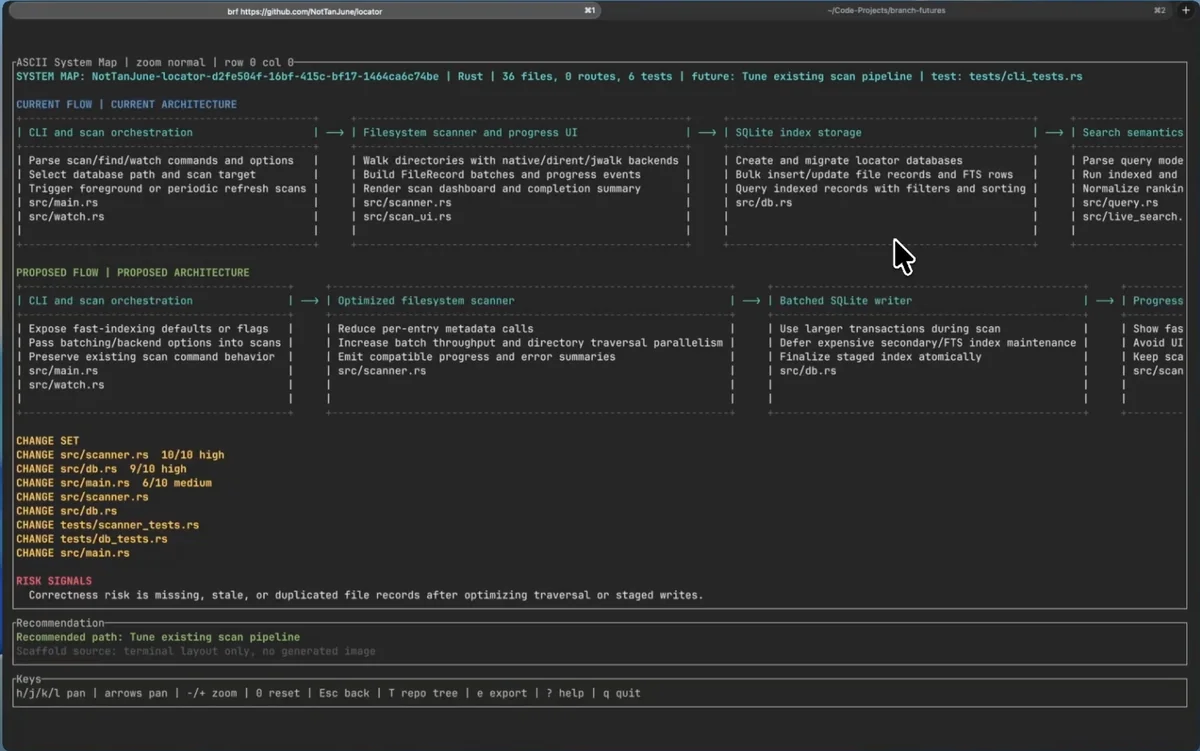 brf https://github.com/NotTanJune/locator ⌘1 ~/Code-Projects/branch-futures ⌘2 +
ASCII System Map | zoom normal | row 0 col 0
SYSTEM MAP: NotTanJune-locator-d2fe504f-16bf-415c-bf17-1464ca6c74be | Rust | 36 files, 0 routes, 6 tests | future: Tune existing scan pipeline | test: tests/cli_tests.rs
CURRENT FLOW | CURRENT ARCHITECTURE
| CLI and scan orchestration | ⟶ | Filesystem scanner and progress UI | ⟶ | SQLite index storage | ⟶ | Search semantics
| Parse scan/find/watch commands and options | | Walk directories with native/dirent/jwalk backends | | Create and migrate locator databases | | Parse query mode
| Select database path and scan target | | Build FileRecord batches and progress events | | Bulk insert/update file records and FTS rows | | Run indexed and
| Trigger foreground or periodic refresh scans | | Render scan dashboard and completion summary | | Query indexed records with filters and sorting | | Normalize rankin
| src/main.rs | | src/scanner.rs | | src/db.rs | | src/query.rs
| src/watch.rs | | src/scan_ui.rs | | | | src/live_search.
PROPOSED FLOW | PROPOSED ARCHITECTURE
| CLI and scan orchestration | ⟶ | Optimized filesystem scanner | ⟶ | Batched SQLite writer | ⟶ | Progress
| Expose fast-indexing defaults or flags | | Reduce per-entry metadata calls | | Use larger transactions during scan | | Show fas
| Pass batching/backend options into scans | | Increase batch throughput and directory traversal parallelism | | Defer expensive secondary/FTS index maintenance | | Avoid UI
| Preserve existing scan command behavior | | Emit compatible progress and error summaries | | Finalize staged index atomically | | Keep sca
| src/main.rs | | src/scanner.rs | | src/db.rs | | src/scan
| src/watch.rs | | | | | |
CHANGE SET
CHANGE src/scanner.rs 10/10 high
CHANGE src/db.rs 9/10 high
CHANGE src/main.rs 6/10 medium
CHANGE src/scanner.rs
CHANGE src/db.rs
CHANGE tests/scanner_tests.rs
CHANGE tests/db_tests.rs
CHANGE src/main.rs
RISK SIGNALS
Correctness risk is missing, stale, or duplicated file records after optimizing traversal or staged writes.
Recommendation
Recommended path: Tune existing scan pipeline
Scaffold source: terminal layout only, no generated image
Keys
h/j/k/l pan | arrows pan | -/+ zoom | 0 reset | Esc back | T repo tree | e export | ? help | q quit